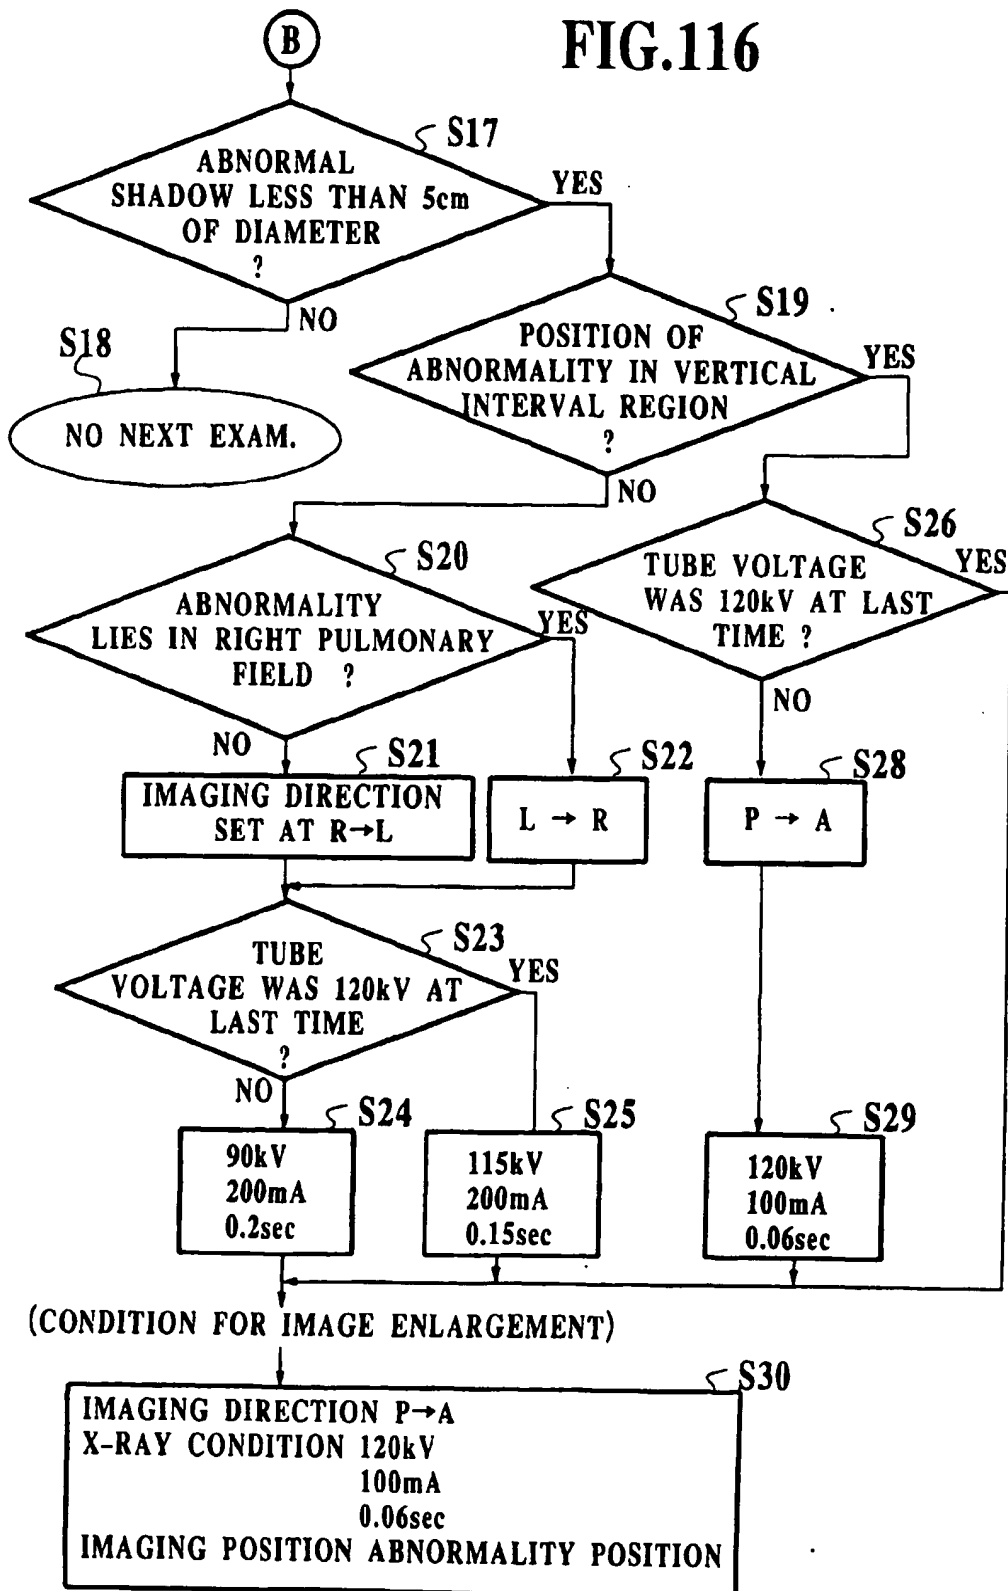 B
FIG.116
S17
ABNORMAL
SHADOW LESS THAN 5cm
OF DIAMETER
?
YES
NO
S18
NO NEXT EXAM.
S19
POSITION OF
ABNORMALITY IN VERTICAL
INTERVAL REGION
?
YES
NO
S20
ABNORMALITY
LIES IN RIGHT PULMONARY
FIELD ?
YES
NO
S26
TUBE VOLTAGE
WAS 120kV AT LAST
TIME ?
YES
NO
S21
IMAGING DIRECTION
SET AT R→L
S22
L → R
S28
P → A
S23
TUBE
VOLTAGE WAS 120kV AT
LAST TIME
?
YES
NO
S24
90kV
200mA
0.2sec
S25
115kV
200mA
0.15sec
S29
120kV
100mA
0.06sec
(CONDITION FOR IMAGE ENLARGEMENT)
S30
IMAGING DIRECTION P→A
X-RAY CONDITION 120kV
100mA
0.06sec
IMAGING POSITION ABNORMALITY POSITION